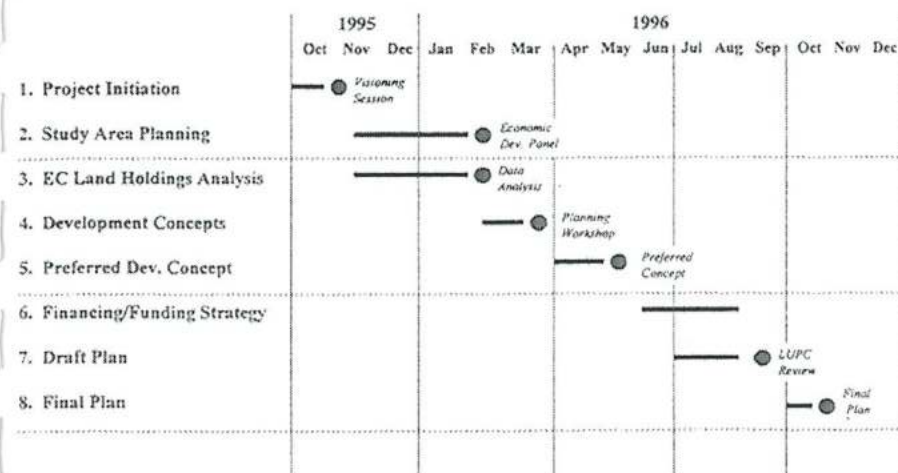 1995 1996
Oct Nov Dec Jan Feb Mar Apr May Jun Jul Aug Sep Oct Nov Dec
1. Project Initiation
Visioning
Session
2. Study Area Planning
Economic
Dev. Panel
3. EC Land Holdings Analysis
Data
Analysis
4. Development Concepts
Planning
Workshop
5. Preferred Dev. Concept
Preferred
Concept
6. Financing/Funding Strategy
7. Draft Plan
LUPC
Review
8. Final Plan
Final
Plan